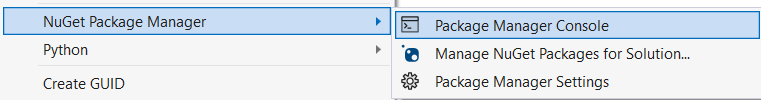 NuGet Package Manager
Python
Create GUID
Package Manager Console
Manage NuGet Packages for Solution...
Package Manager Settings